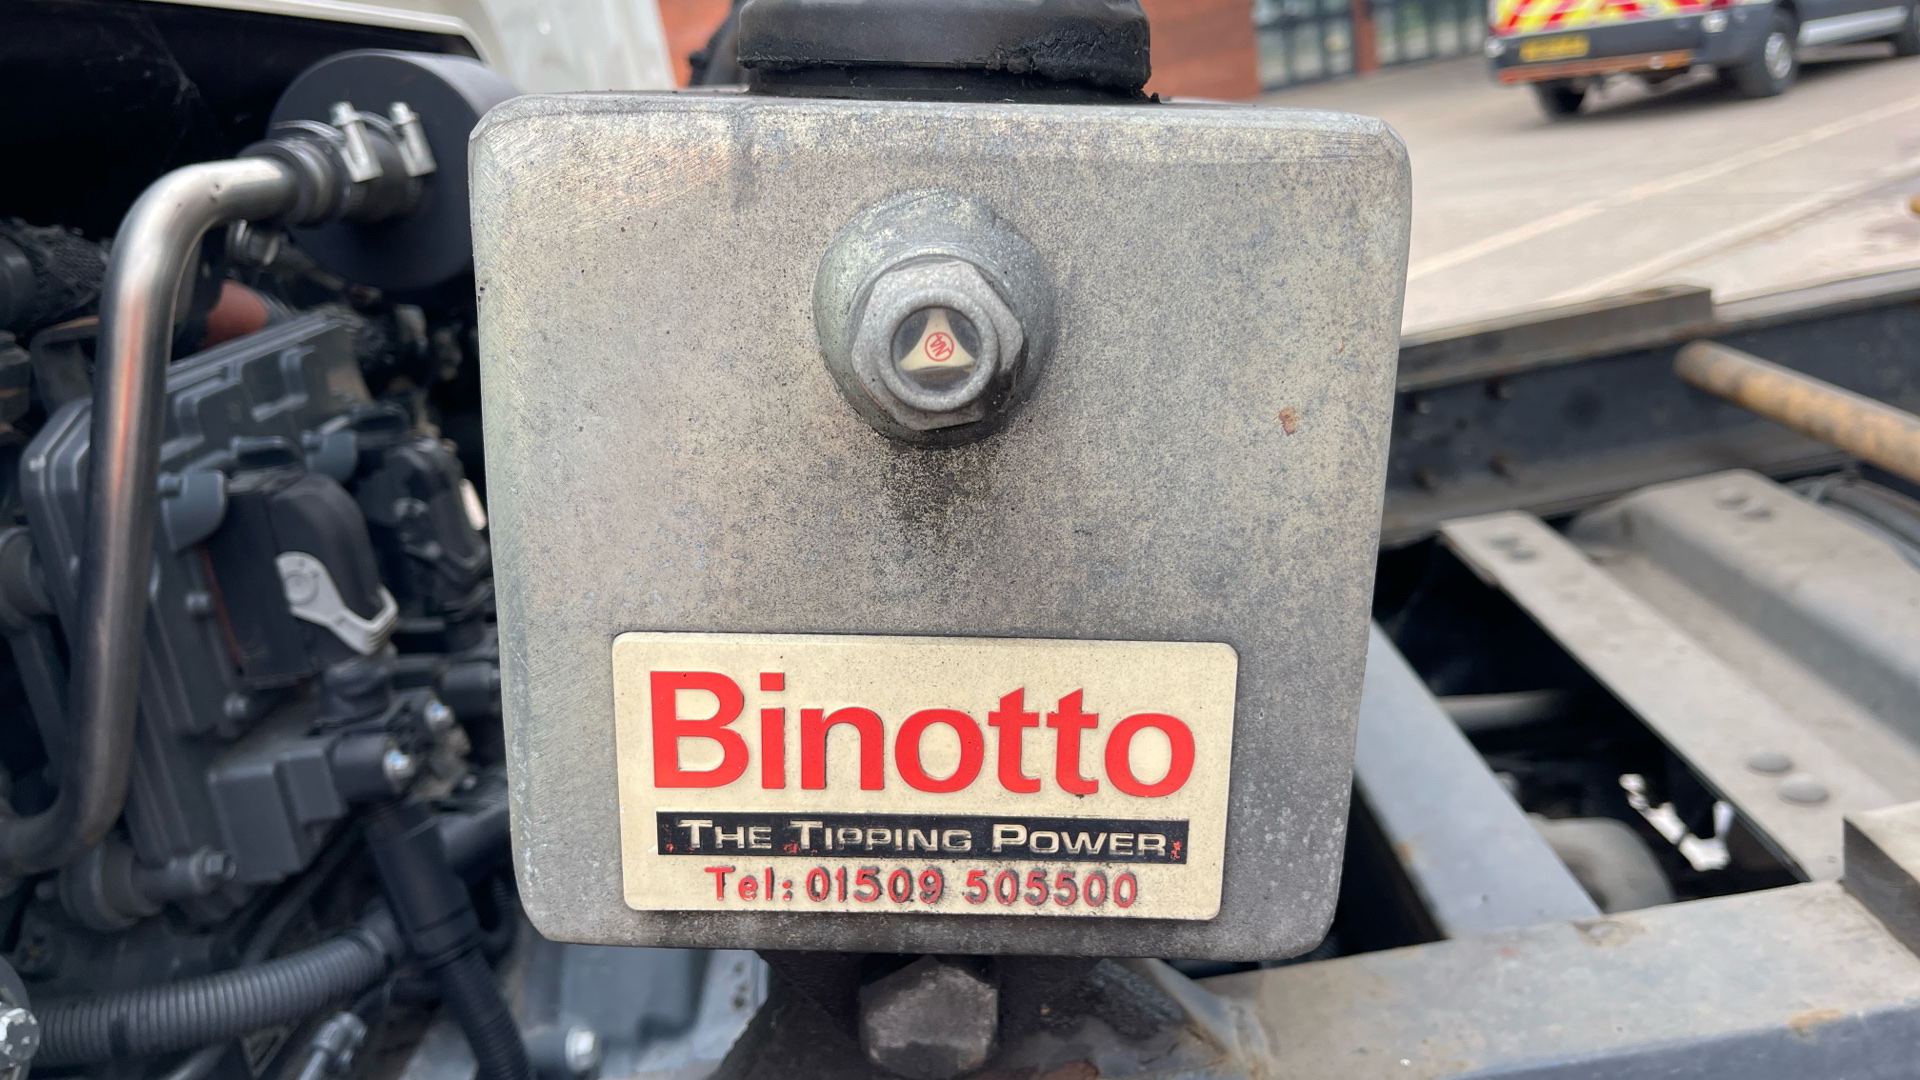 Binotto
THE TIPPING POWER
Tel: 01509 505500